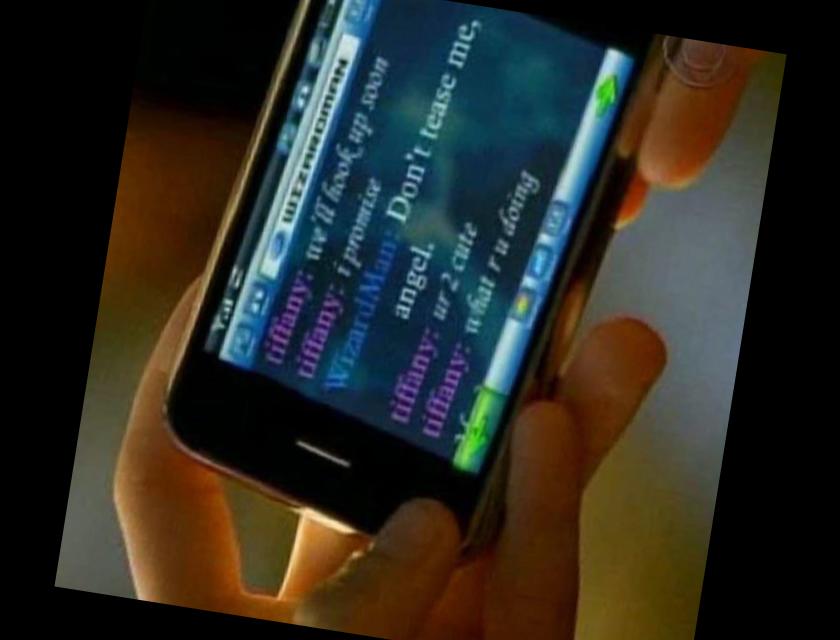 WIZARDMAN
tiffany: we'll hook up soon
tiffany: i promise
WizardMan: Don't tease me,
angel.
tiffany: ur 2 cute
tiffany: what r u doing